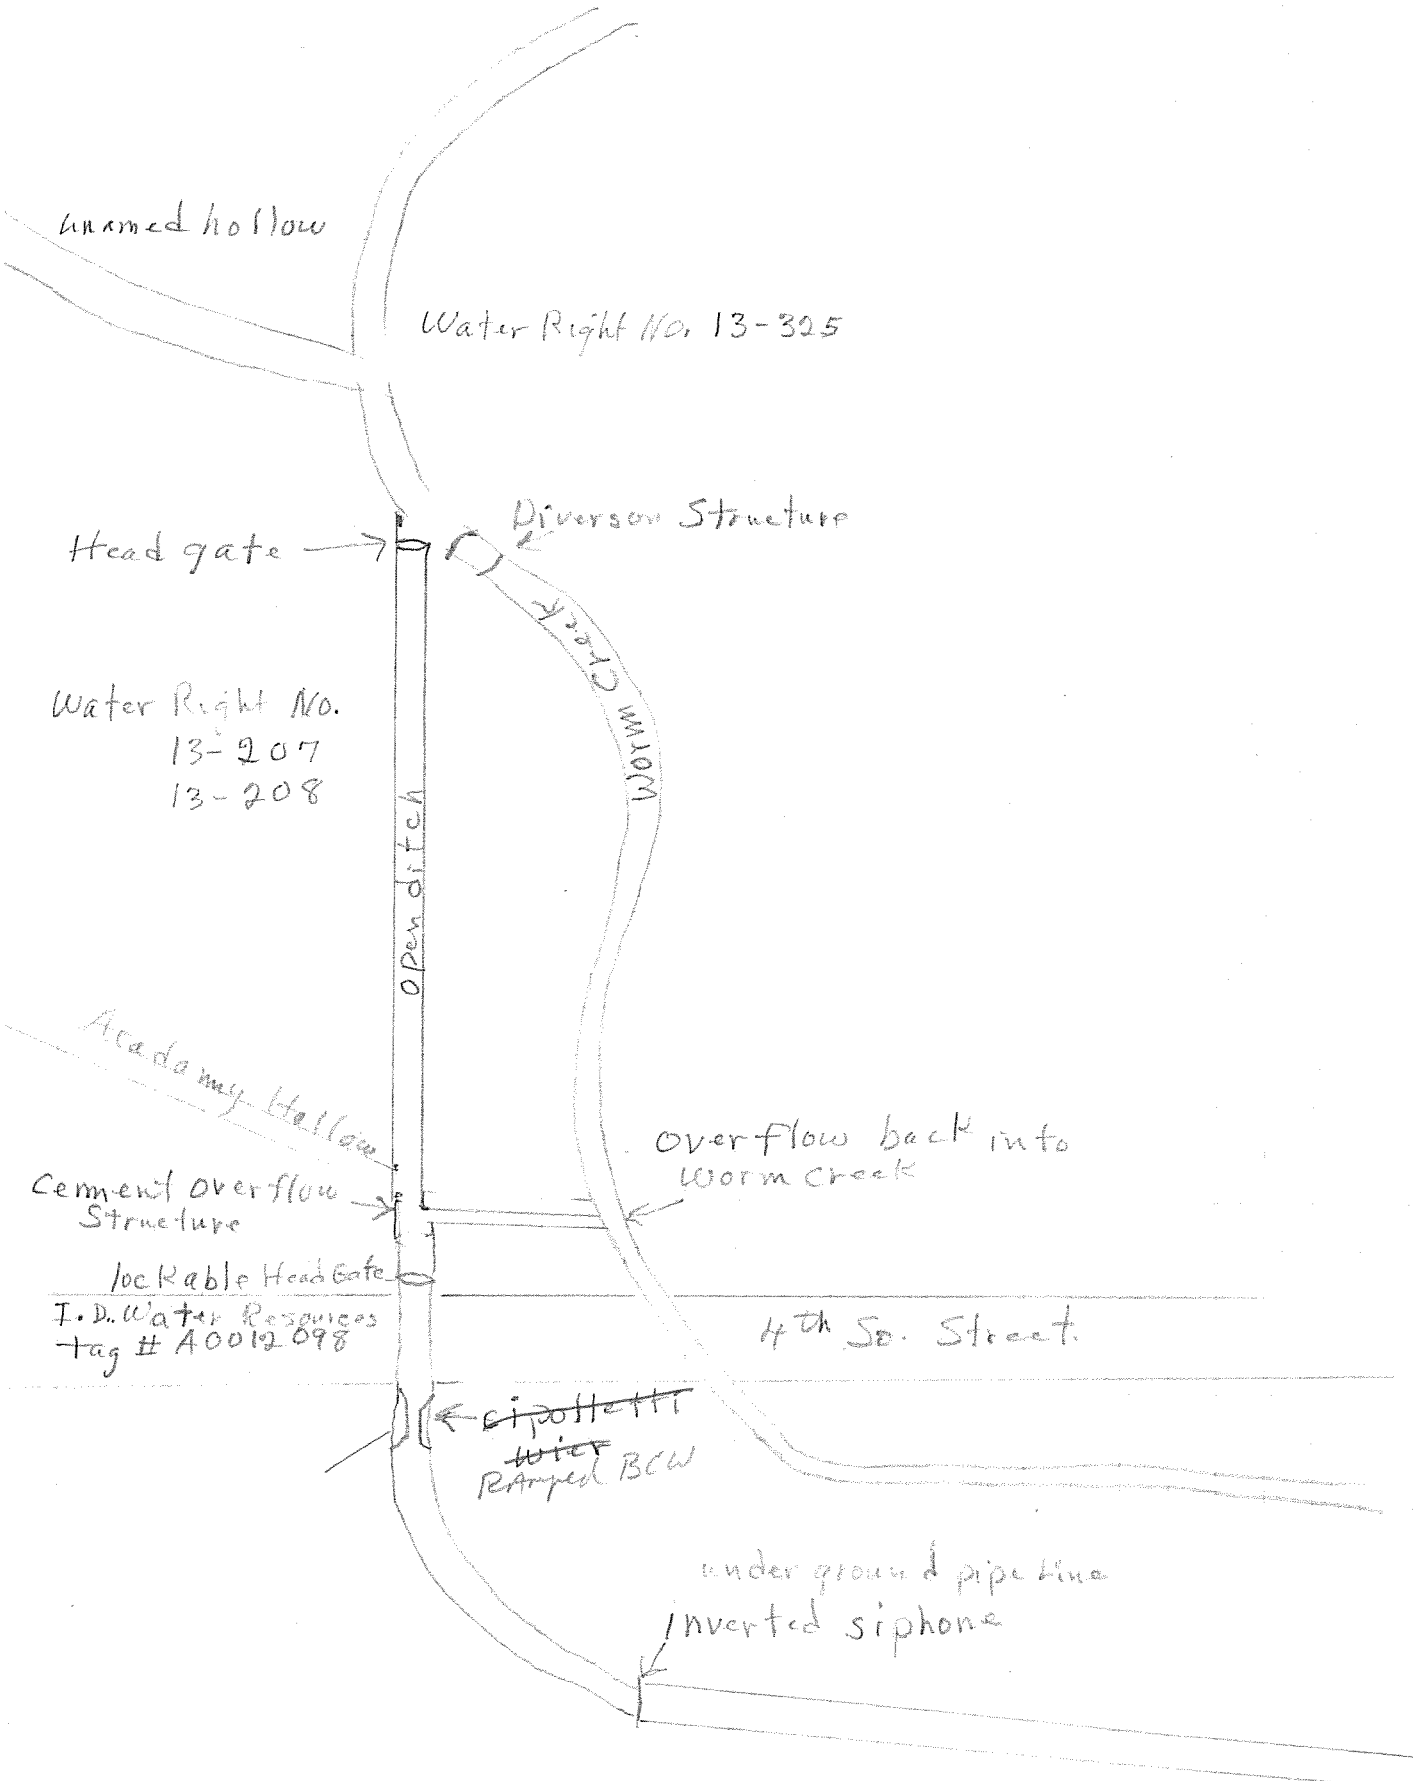 unamed hollow
Water Right No. 13-325
Diverson Structure
Head gate
Worm Creek
Water Right No.
13-207
13-208
open ditch
Acadamy Hollow
Overflow back into
Worm Creek
Cement Overflow
Structure
lockable Head Gate
I.D. Water Resources
tag # A0012098
4th So. Street.
cipolletti
wier
RAmped BCW
under ground pipe Line
inverted siphone